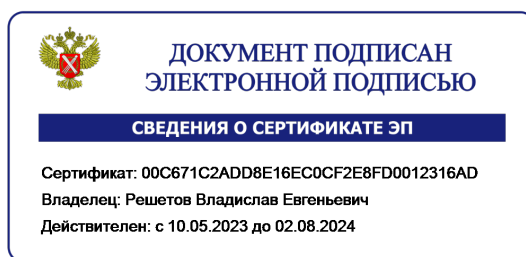 ДОКУМЕНТ ПОДПИСАН
ЭЛЕКТРОННОЙ ПОДПИСЬЮ
СВЕДЕНИЯ О СЕРТИФИКАТЕ ЭП
Сертификат: 00C671C2ADD8E16EC0CF2E8FD0012316AD
Владелец: Решетов Владислав Евгеньевич
Действителен: с 10.05.2023 до 02.08.2024